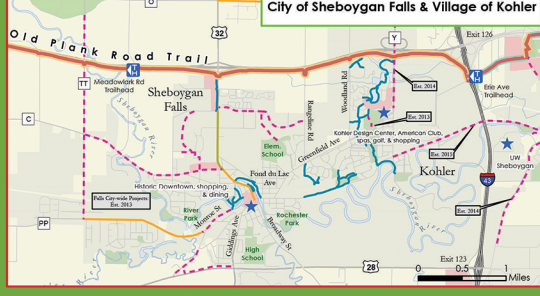 City of Sheboygan Falls & Village of Kohler
O
32
Y
Exit 126
Old Plank Road Trail
TT
Meadowlark Rd
Trailhead
Est. 2014
Erie Ave
Trailhead
Sheboygan
Falls
Woodland Rd
Rangeline Rd
Est. 2013
C
Sheboygan
River
Kohler Design Center, American Club,
spas, golf, & shopping
Elem.
School
Greenfield Ave
Est. 2015
UW
Sheboygan
Fond du Lac
Ave
Kohler
43
Historic Downtown, shopping,
& dining
Falls City-wide Projects
Est. 2013
Sheboygan
River
River
Park
Monroe St
Rochester
Park
Est. 2014
PP
Giddings Ave
Broadway St
High
School
Exit 123
28
0 0.5 1
Miles